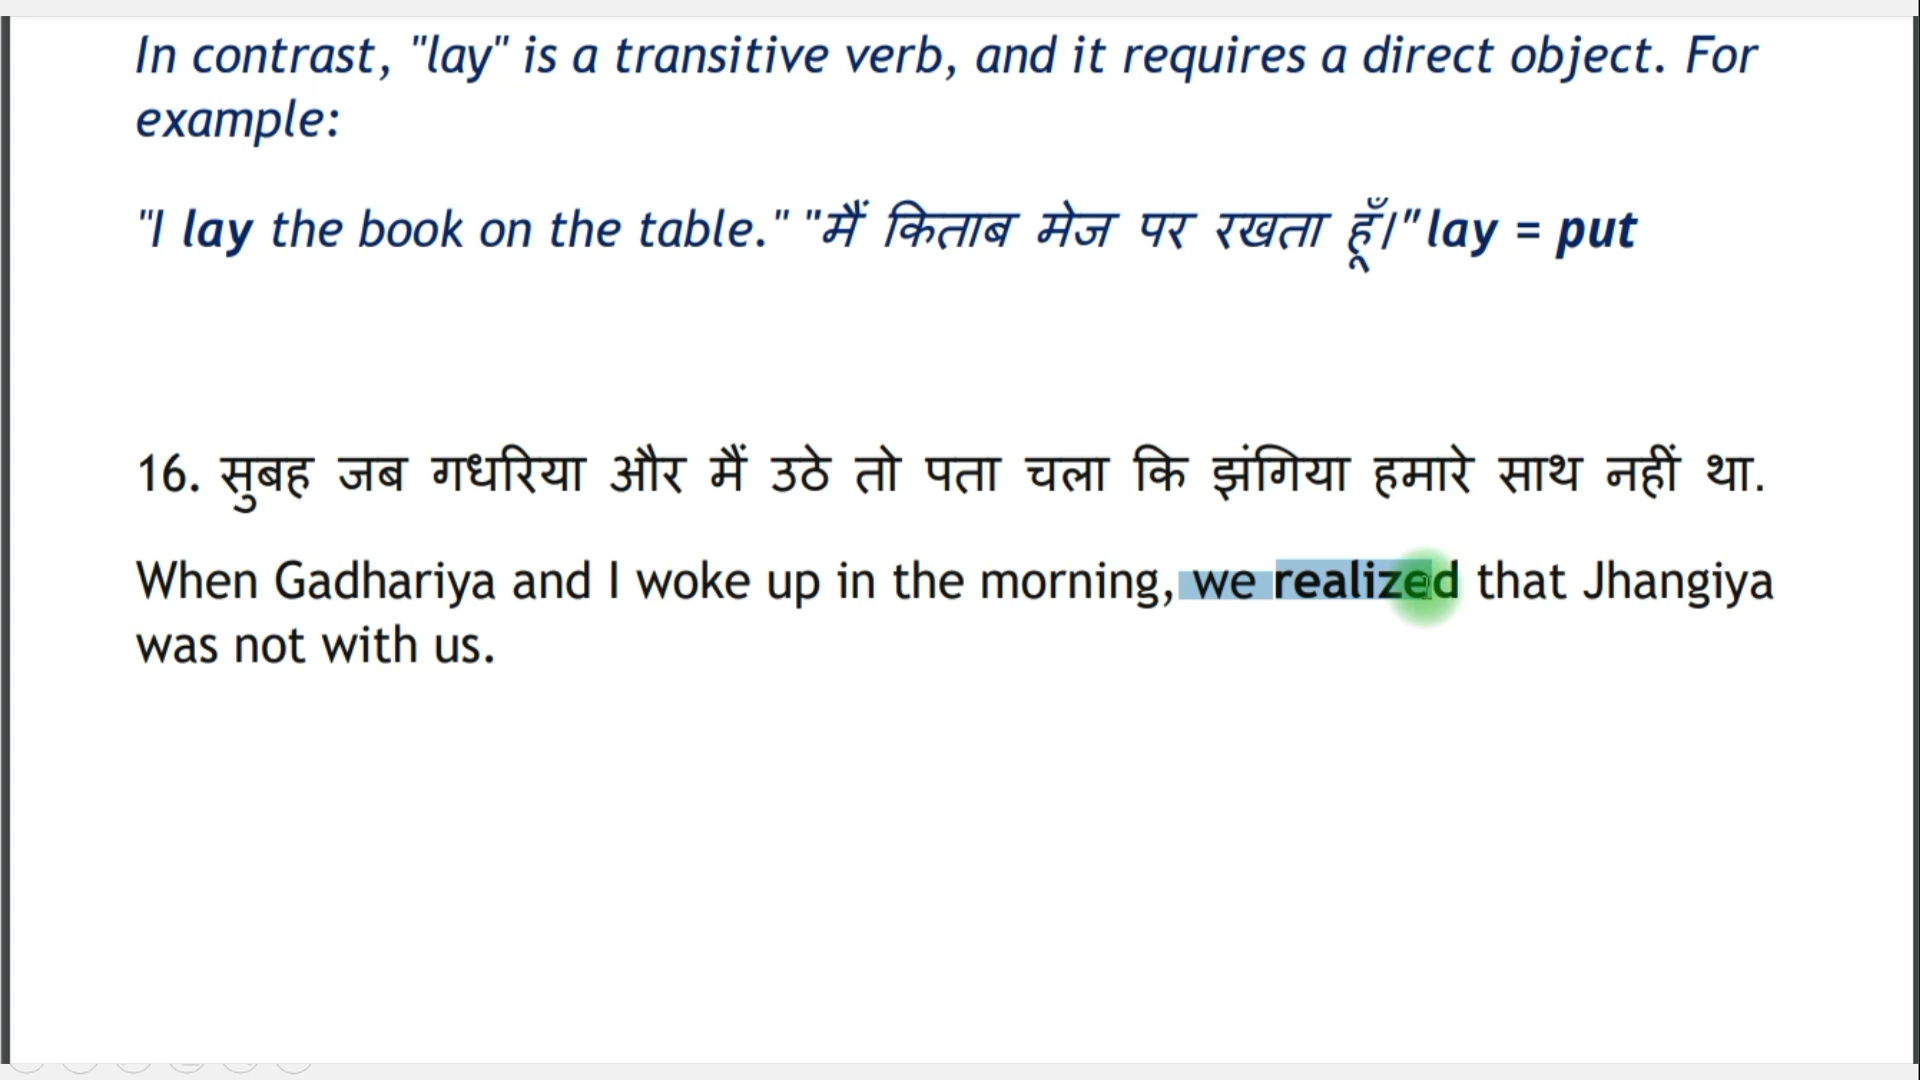 In contrast, "lay" is a transitive verb, and it requires a direct object. For
example:
"I lay the book on the table." "मैं किताब मेज पर रखता हूँ।" lay = put
16. सुबह जब गधरिया और मैं उठे तो पता चला कि झंगिया हमारे साथ नहीं था.
When Gadhariya and I woke up in the morning, we realized that Jhangiya
was not with us.